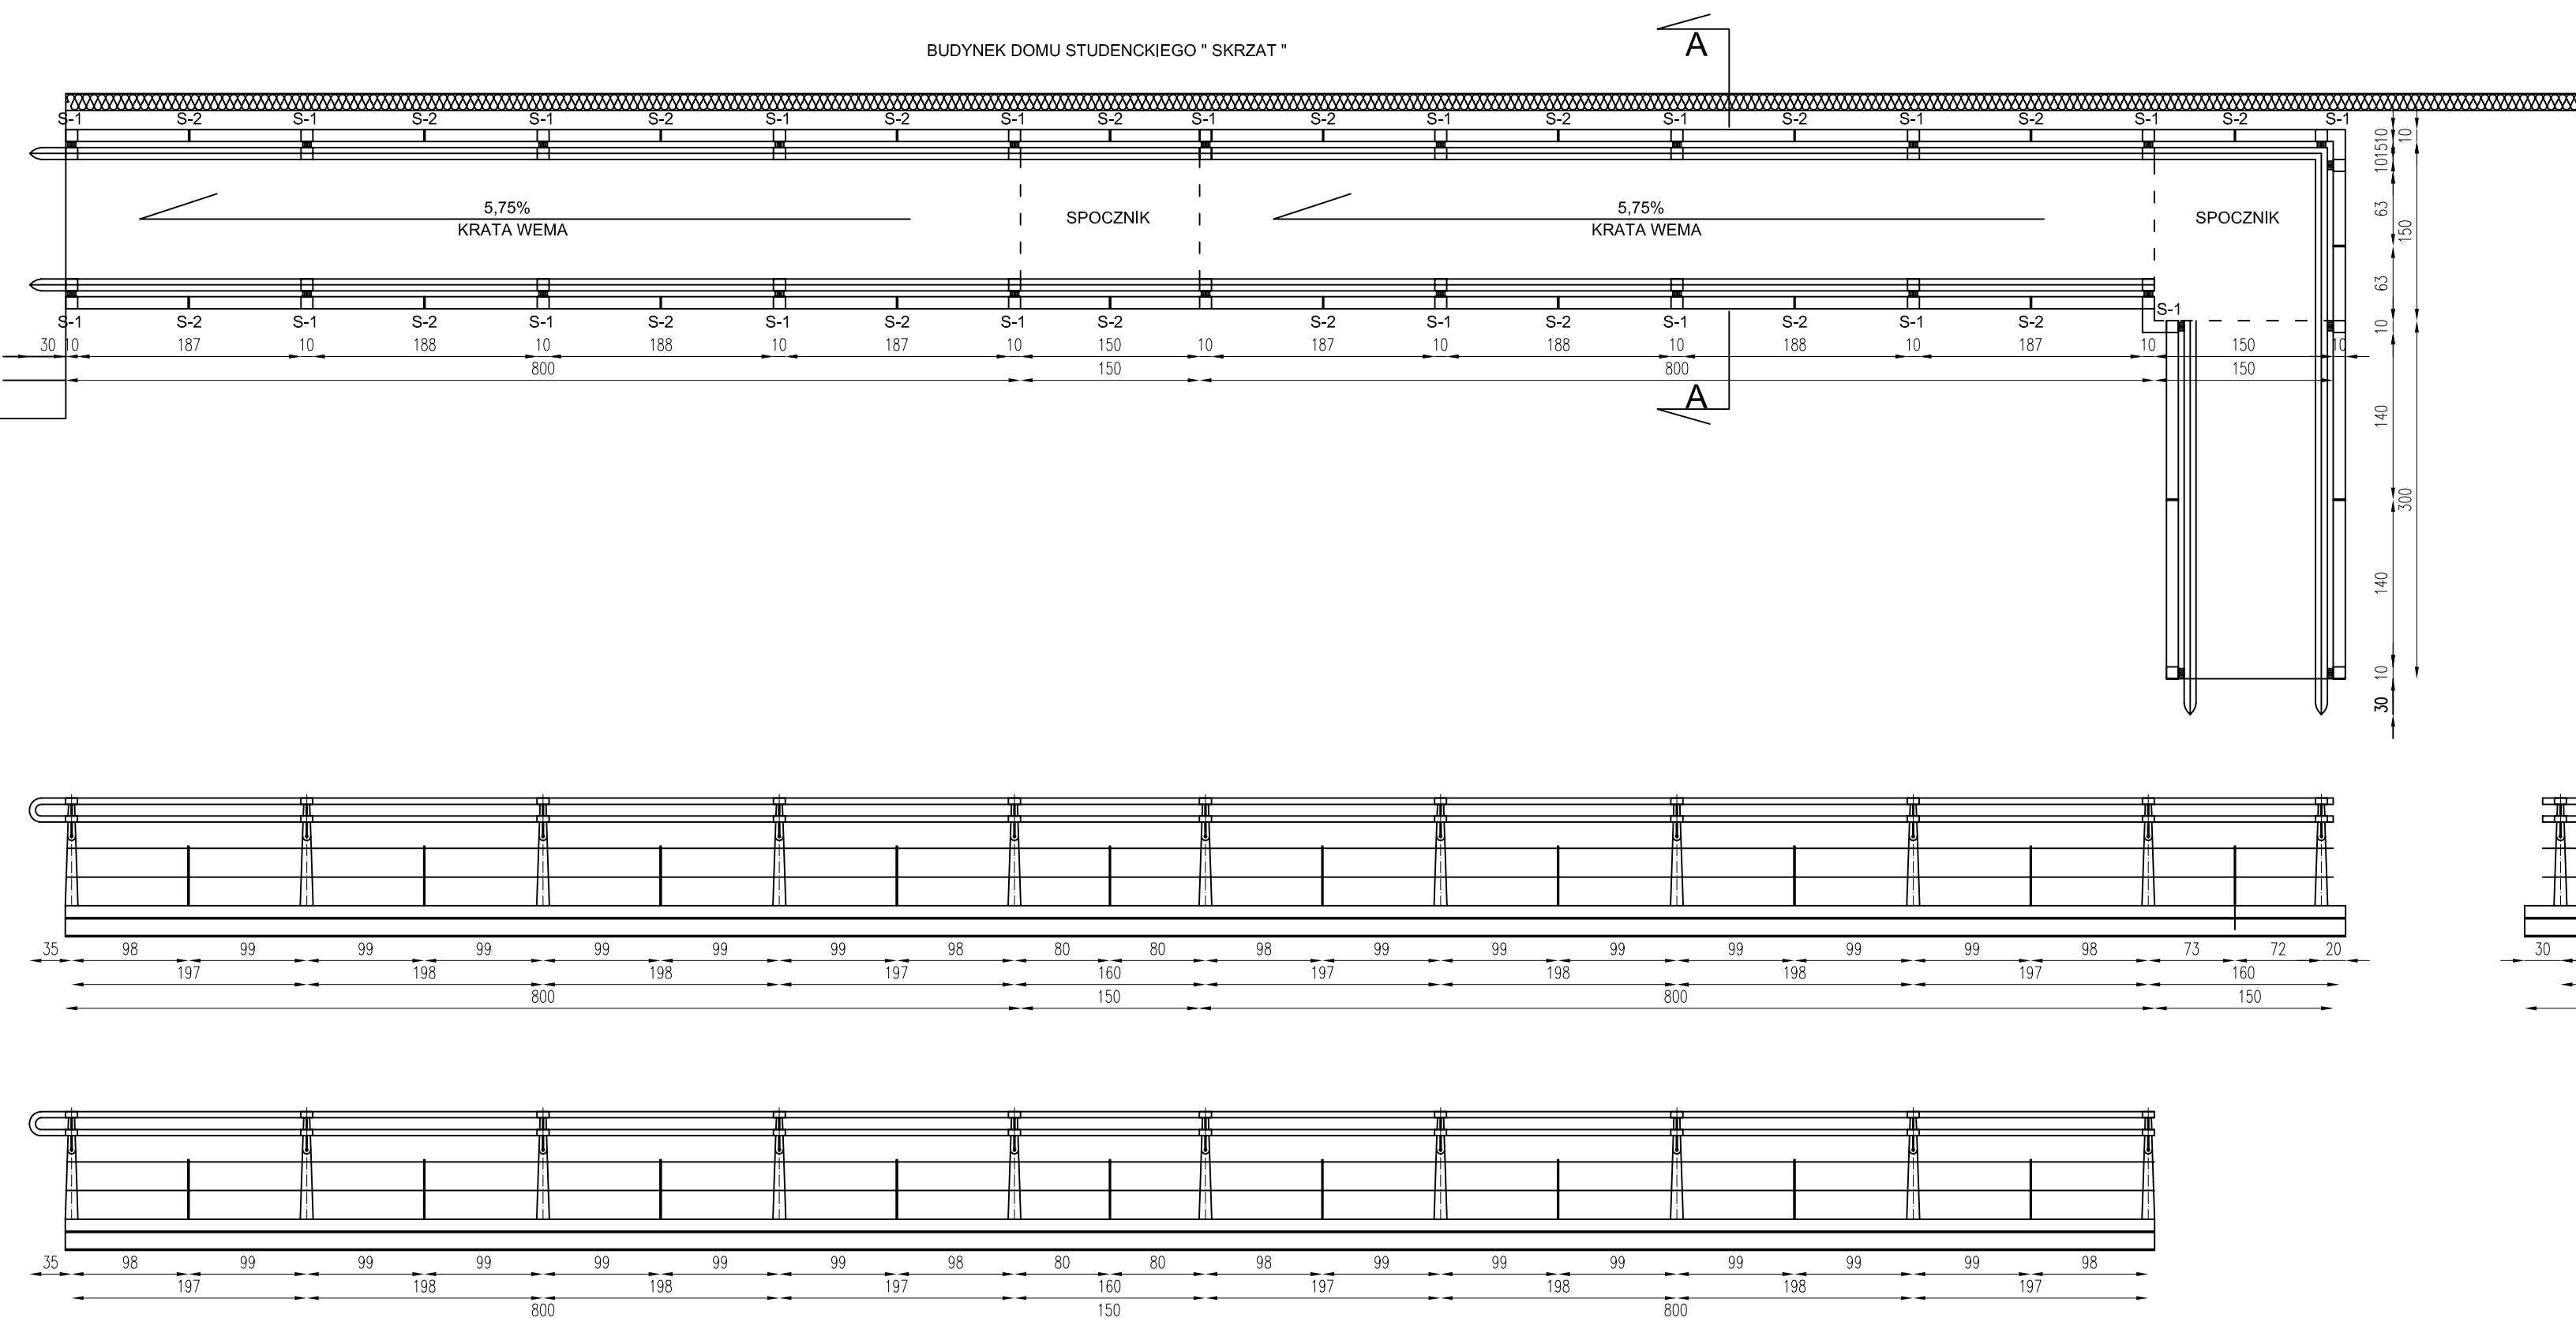 BUDYNEK DOMU STUDENCKIEGO " SKRZAT "
A
S-1 S-2 S-1 S-2 S-1 S-2 S-1 S-2 S-1 S-2 S-1 S-2 S-1 S-2 S-1 S-2 S-1 S-2 S-1 S-2 S-1
5,75%
KRATA WEMA
SPOCZNIK
5,75%
KRATA WEMA
SPOCZNIK
S-1
S-1 S-2 S-1 S-2 S-1 S-2 S-1 S-2 S-1 S-2 S-2 S-1 S-2 S-1 S-2 S-1 S-2
30 10 187 10 188 10 188 10 187 10 150 10 187 10 188 10 188 10 187 10 150 10
800 150 800 150
A
10 15 10 63 63 10 140 140 10 30
10 150 300
35 98 99 99 99 99 99 99 98 80 80 98 99 99 99 99 99 99 98 73 72 20
197 198 198 197 160 197 198 198 197 160
800 150 800 150
30
35 98 99 99 99 99 99 99 98 80 80 98 99 99 99 99 99 99 98
197 198 198 197 160 197 198 198 197
800 150 800